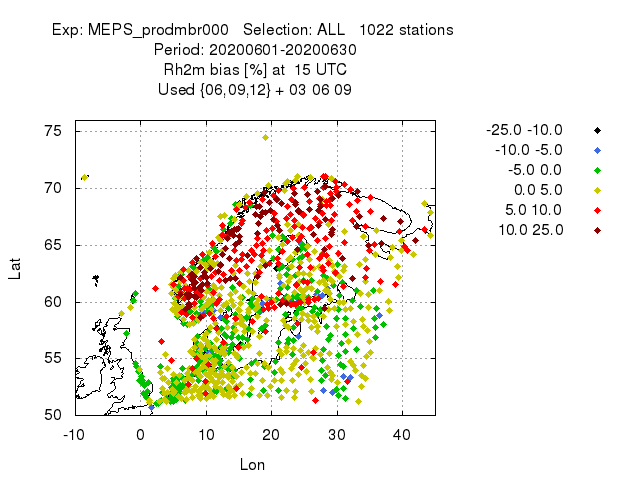 Exp: MEPS_prodmbr000   Selection: ALL   1022 stations
Period: 20200601-20200630
Rh2m bias [%] at  15 UTC
Used {06,09,12} + 03 06 09
-25.0 -10.0
-10.0 -5.0
-5.0 0.0
0.0 5.0
5.0 10.0
10.0 25.0
75
70
65
60
55
50
Lat
-10 0 10 20 30 40
Lon